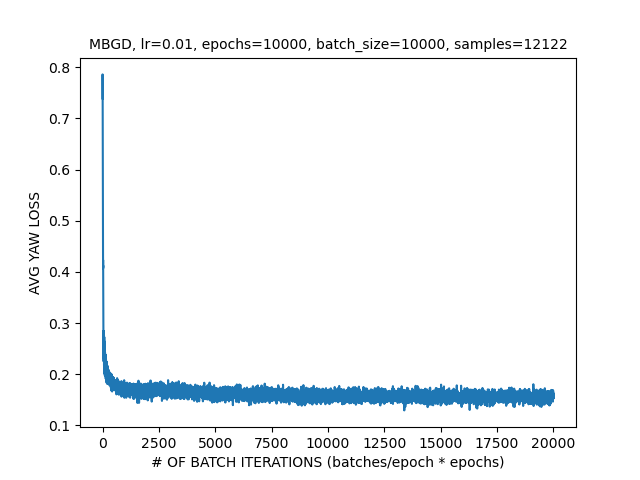 MBGD, lr=0.01, epochs=10000, batch_size=10000, samples=12122
0.8
0.7
0.6
0.5
0.4
0.3
0.2
0.1
AVG YAW LOSS
0 2500 5000 7500 10000 12500 15000 17500 20000
# OF BATCH ITERATIONS (batches/epoch * epochs)